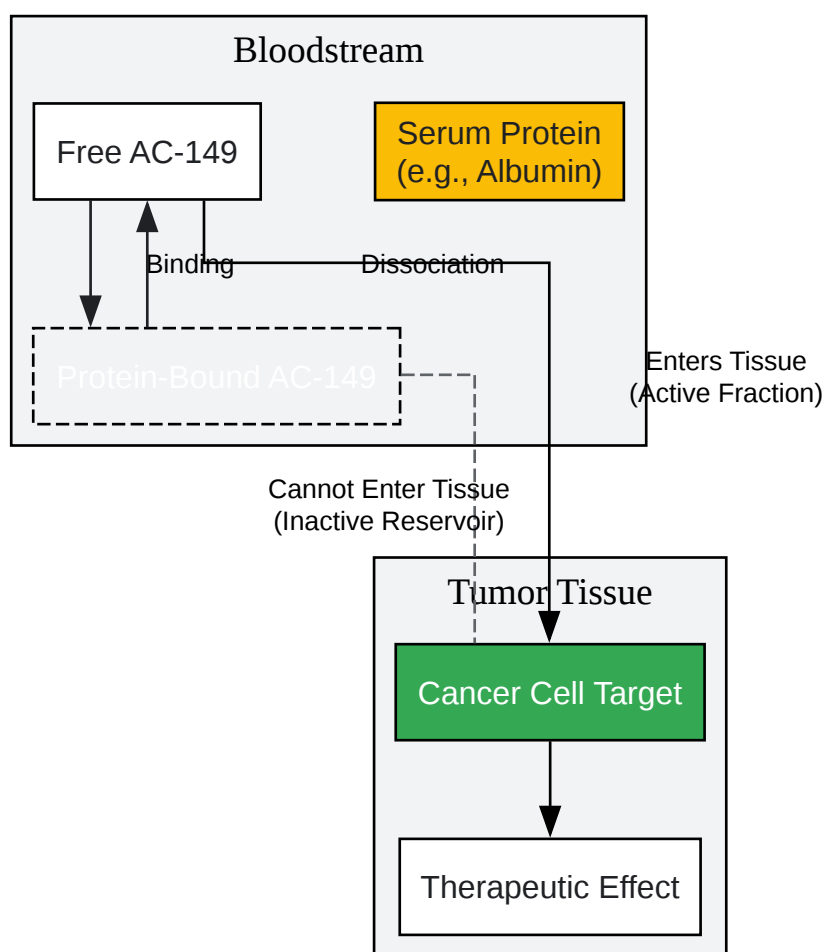 Bloodstream
Free AC-149
Serum Protein
(e.g., Albumin)
Binding
Dissociation
Protein-Bound AC-149
Enters Tissue
(Active Fraction)
Cannot Enter Tissue
(Inactive Reservoir)
Tumor Tissue
Cancer Cell Target
Therapeutic Effect